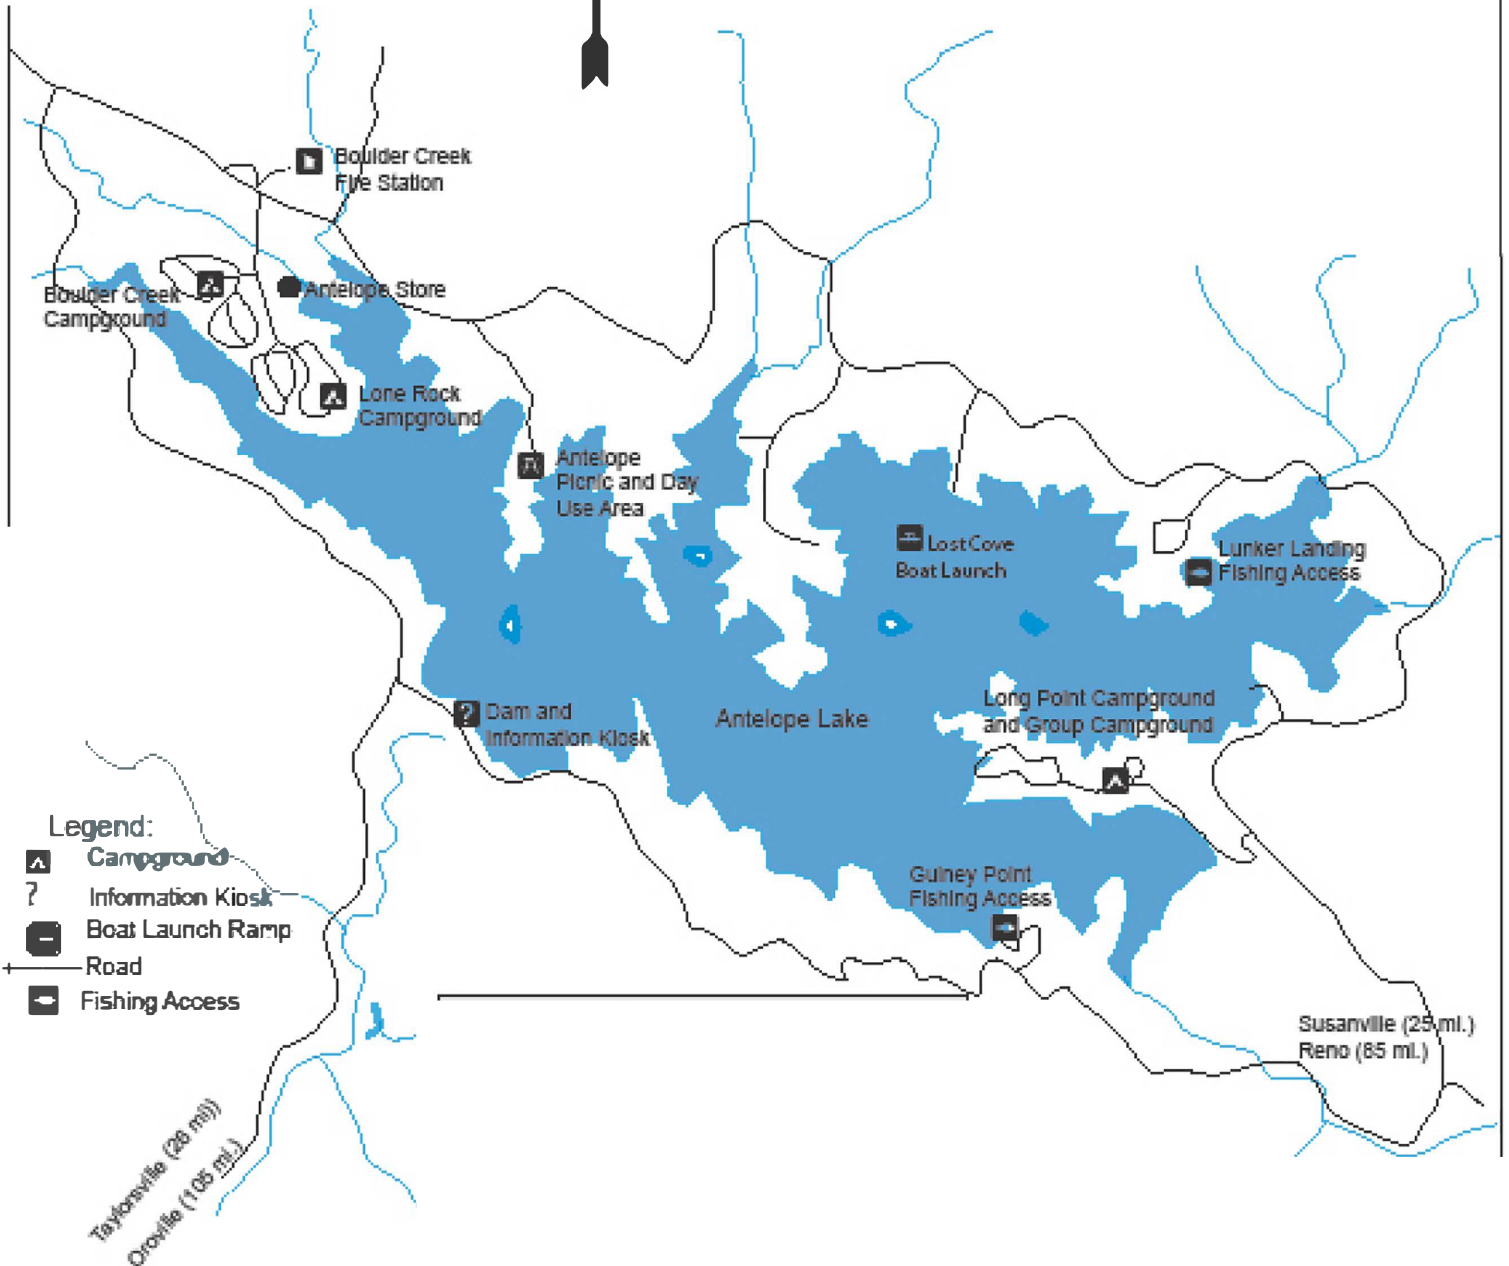 Boulder Creek
Fire Station
Boulder Creek
Campground
Antelope Store
Lone Rock
Campground
Antelope
Picnic and Day
Use Area
Lost Cove
Boat Launch
Lunker Landing
Fishing Access
Dam and
Information Kiosk
Antelope Lake
Long Point Campground
and Group Campground
Guiney Point
Fishing Access
Legend:
Campground
? Information Kiosk
Boat Launch Ramp
Road
Fishing Access
Susanville (25 mi.)
Reno (85 mi.)
Taylorsville (26 mi))
Oroville (105 mi.)